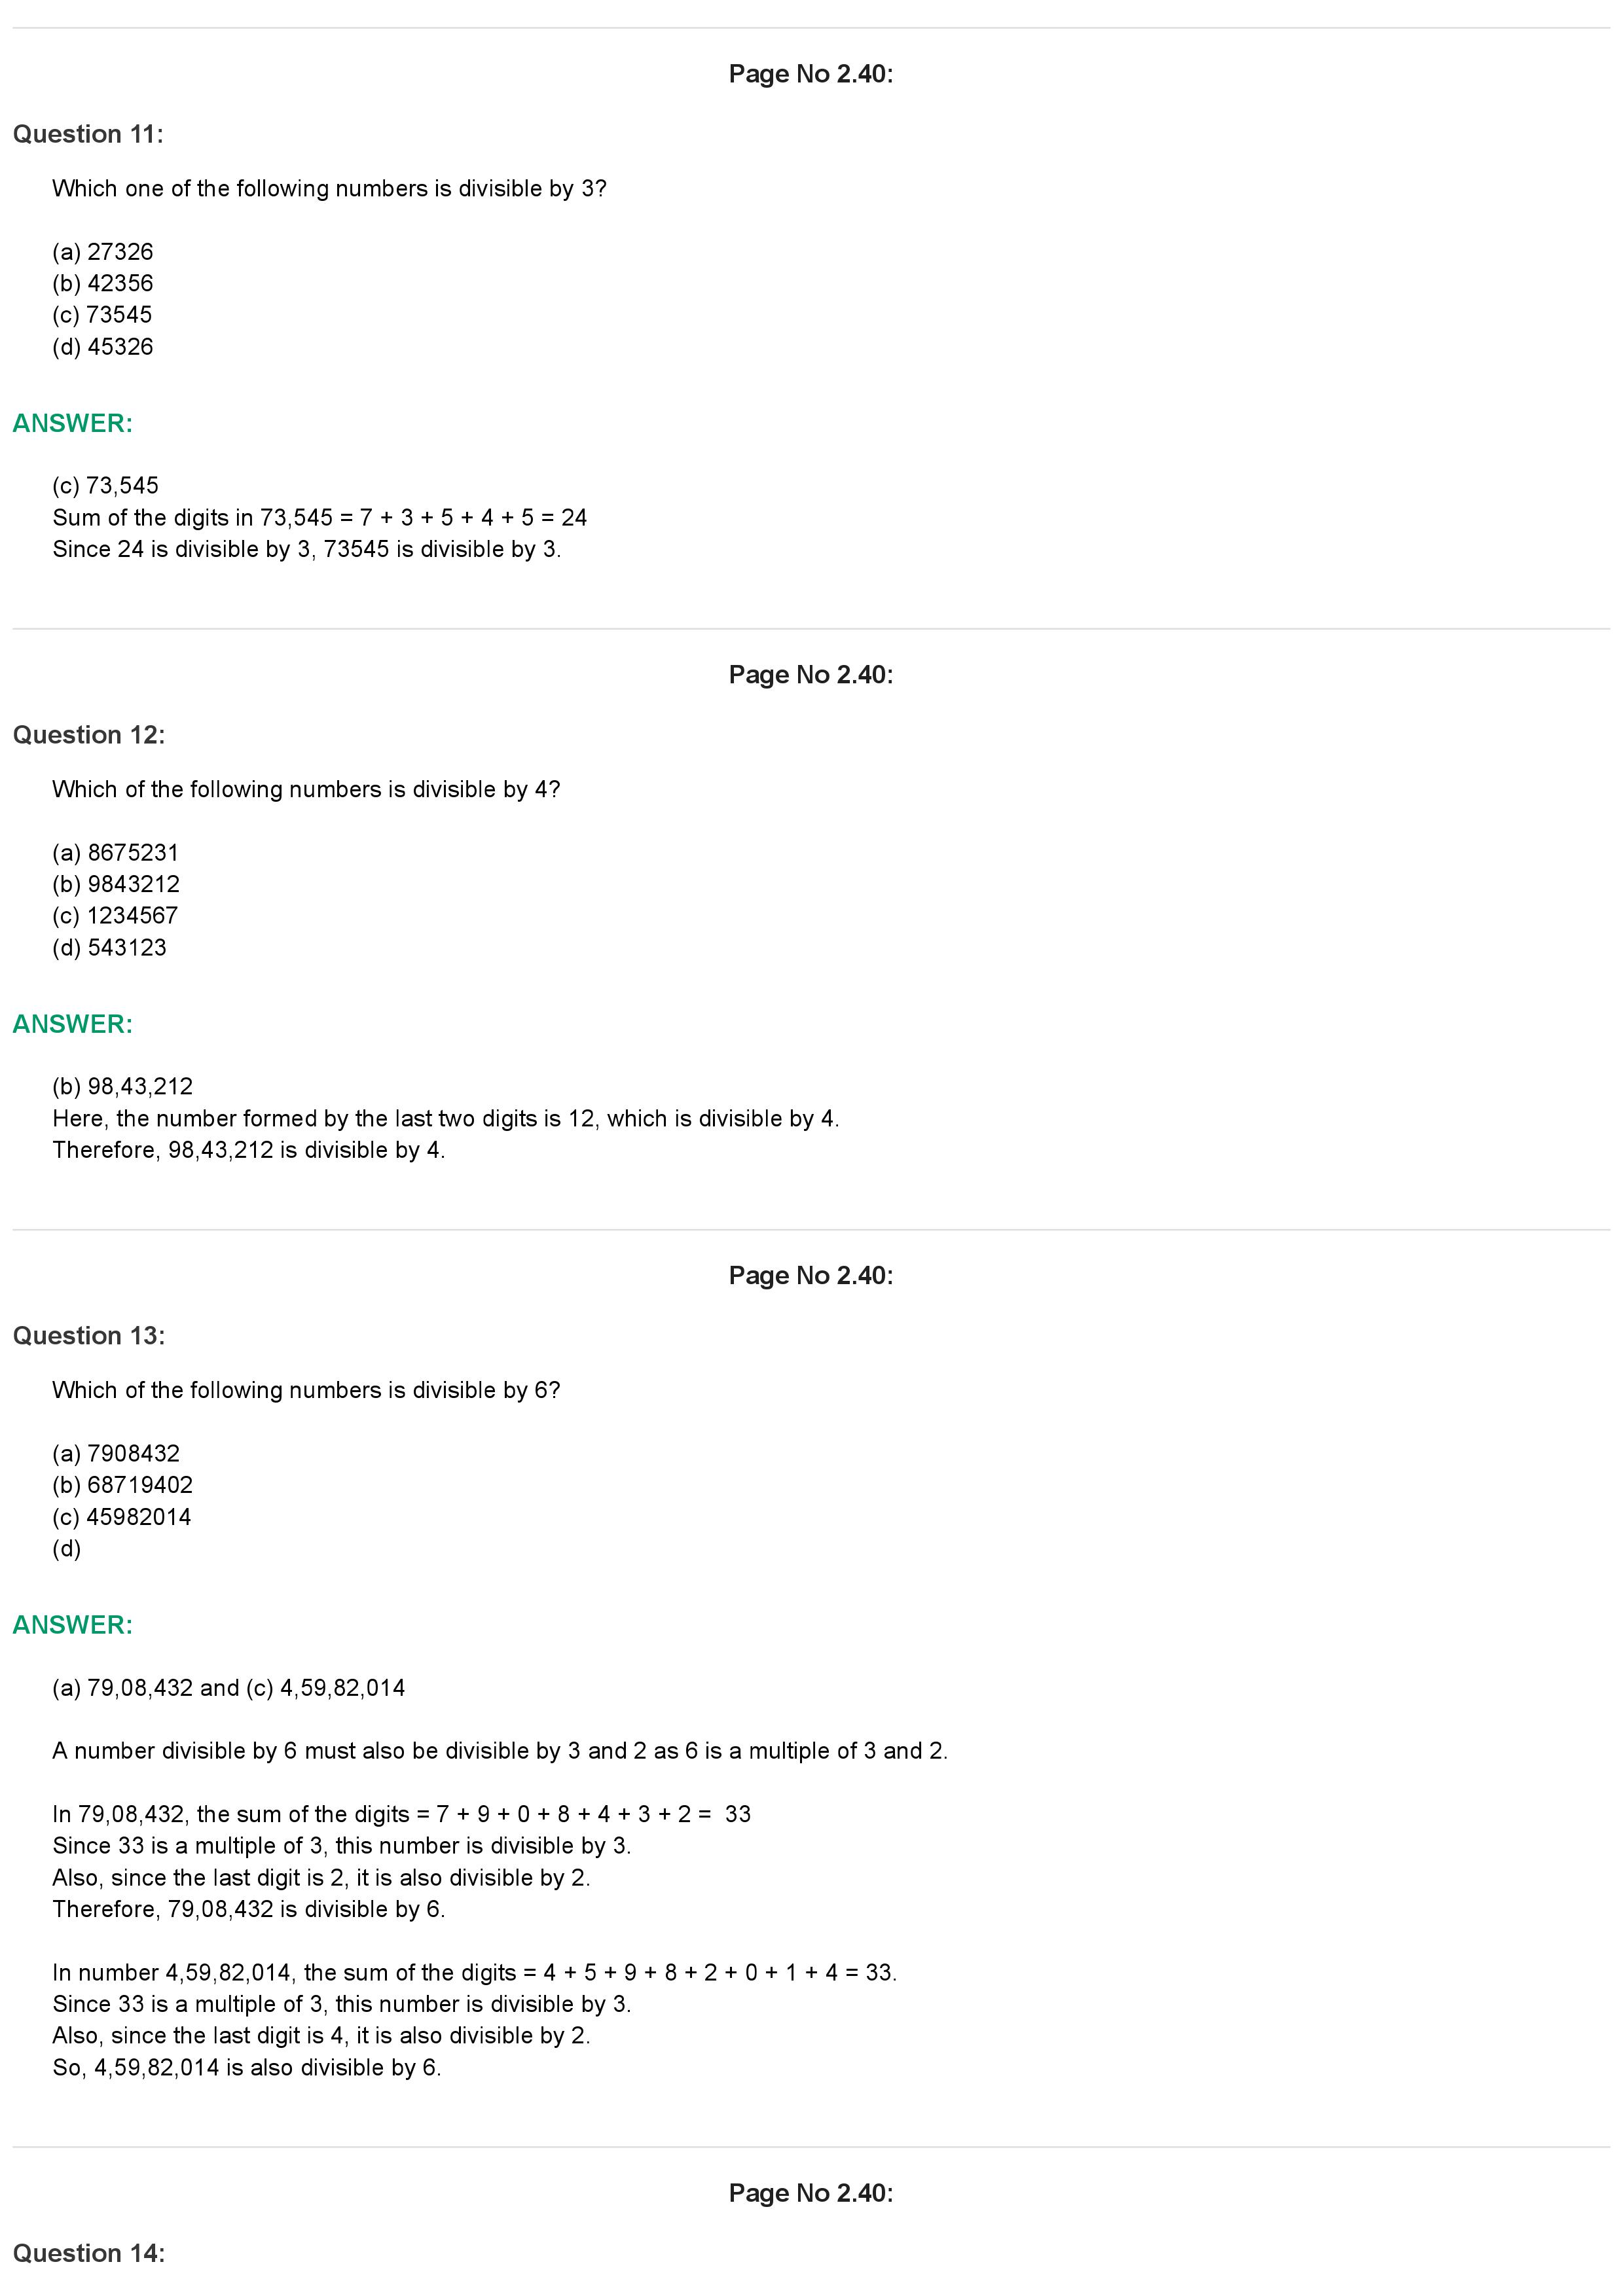 Page No 2.40:
Question 11:
Which one of the following numbers is divisible by 3?
(a) 27326
(b) 42356
(c) 73545
(d) 45326
ANSWER:
(c) 73,545
Sum of the digits in 73,545 = 7 + 3 + 5 + 4 + 5 = 24
Since 24 is divisible by 3, 73545 is divisible by 3.
Page No 2.40:
Question 12:
Which of the following numbers is divisible by 4?
(a) 8675231
(b) 9843212
(c) 1234567
(d) 543123
ANSWER:
(b) 98,43,212
Here, the number formed by the last two digits is 12, which is divisible by 4.
Therefore, 98,43,212 is divisible by 4.
Page No 2.40:
Question 13:
Which of the following numbers is divisible by 6?
(a) 7908432
(b) 68719402
(c) 45982014
(d)
ANSWER:
(a) 79,08,432 and (c) 4,59,82,014
A number divisible by 6 must also be divisible by 3 and 2 as 6 is a multiple of 3 and 2.
In 79,08,432, the sum of the digits = 7 + 9 + 0 + 8 + 4 + 3 + 2 =  33
Since 33 is a multiple of 3, this number is divisible by 3.
Also, since the last digit is 2, it is also divisible by 2.
Therefore, 79,08,432 is divisible by 6.
In number 4,59,82,014, the sum of the digits = 4 + 5 + 9 + 8 + 2 + 0 + 1 + 4 = 33.
Since 33 is a multiple of 3, this number is divisible by 3.
Also, since the last digit is 4, it is also divisible by 2.
So, 4,59,82,014 is also divisible by 6.
Page No 2.40:
Question 14: